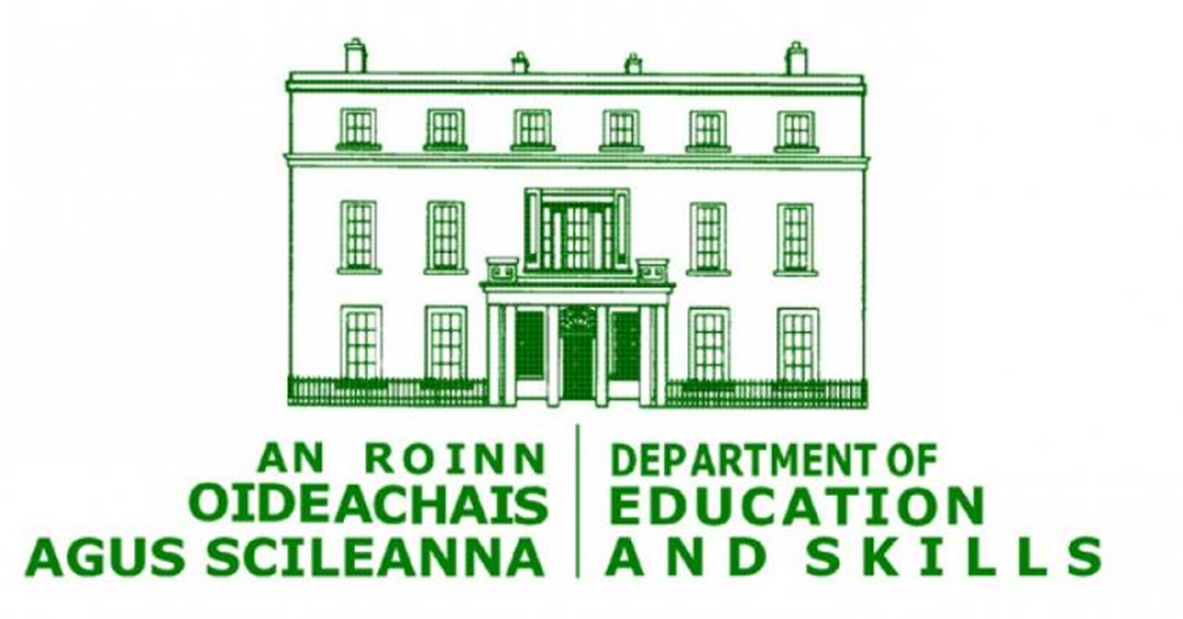 AN ROINN
OIDEACHAIS
AGUS SCILEANNA
DEPARTMENT OF
EDUCATION
AND SKILLS